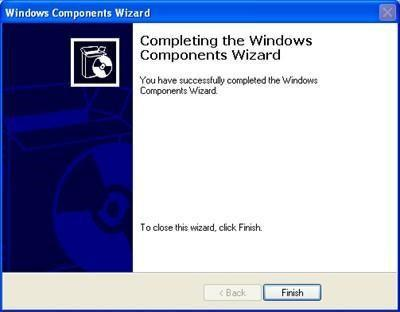 Windows Components Wizard
Completing the Windows
Components Wizard
You have successfully completed the Windows
Components Wizard.
To close this wizard, click Finish.
< Back
Finish